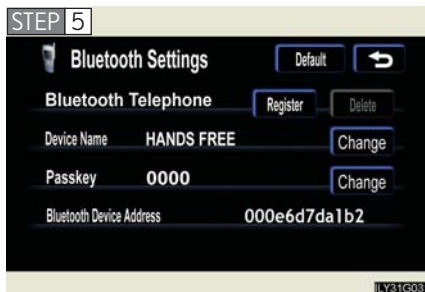 STEP 5
Bluetooth Settings Default
Bluetooth Telephone Register Delete
Device Name HANDS FREE Change
Passkey 0000 Change
Bluetooth Device Address 000e6d7da1b2
ILY31G03